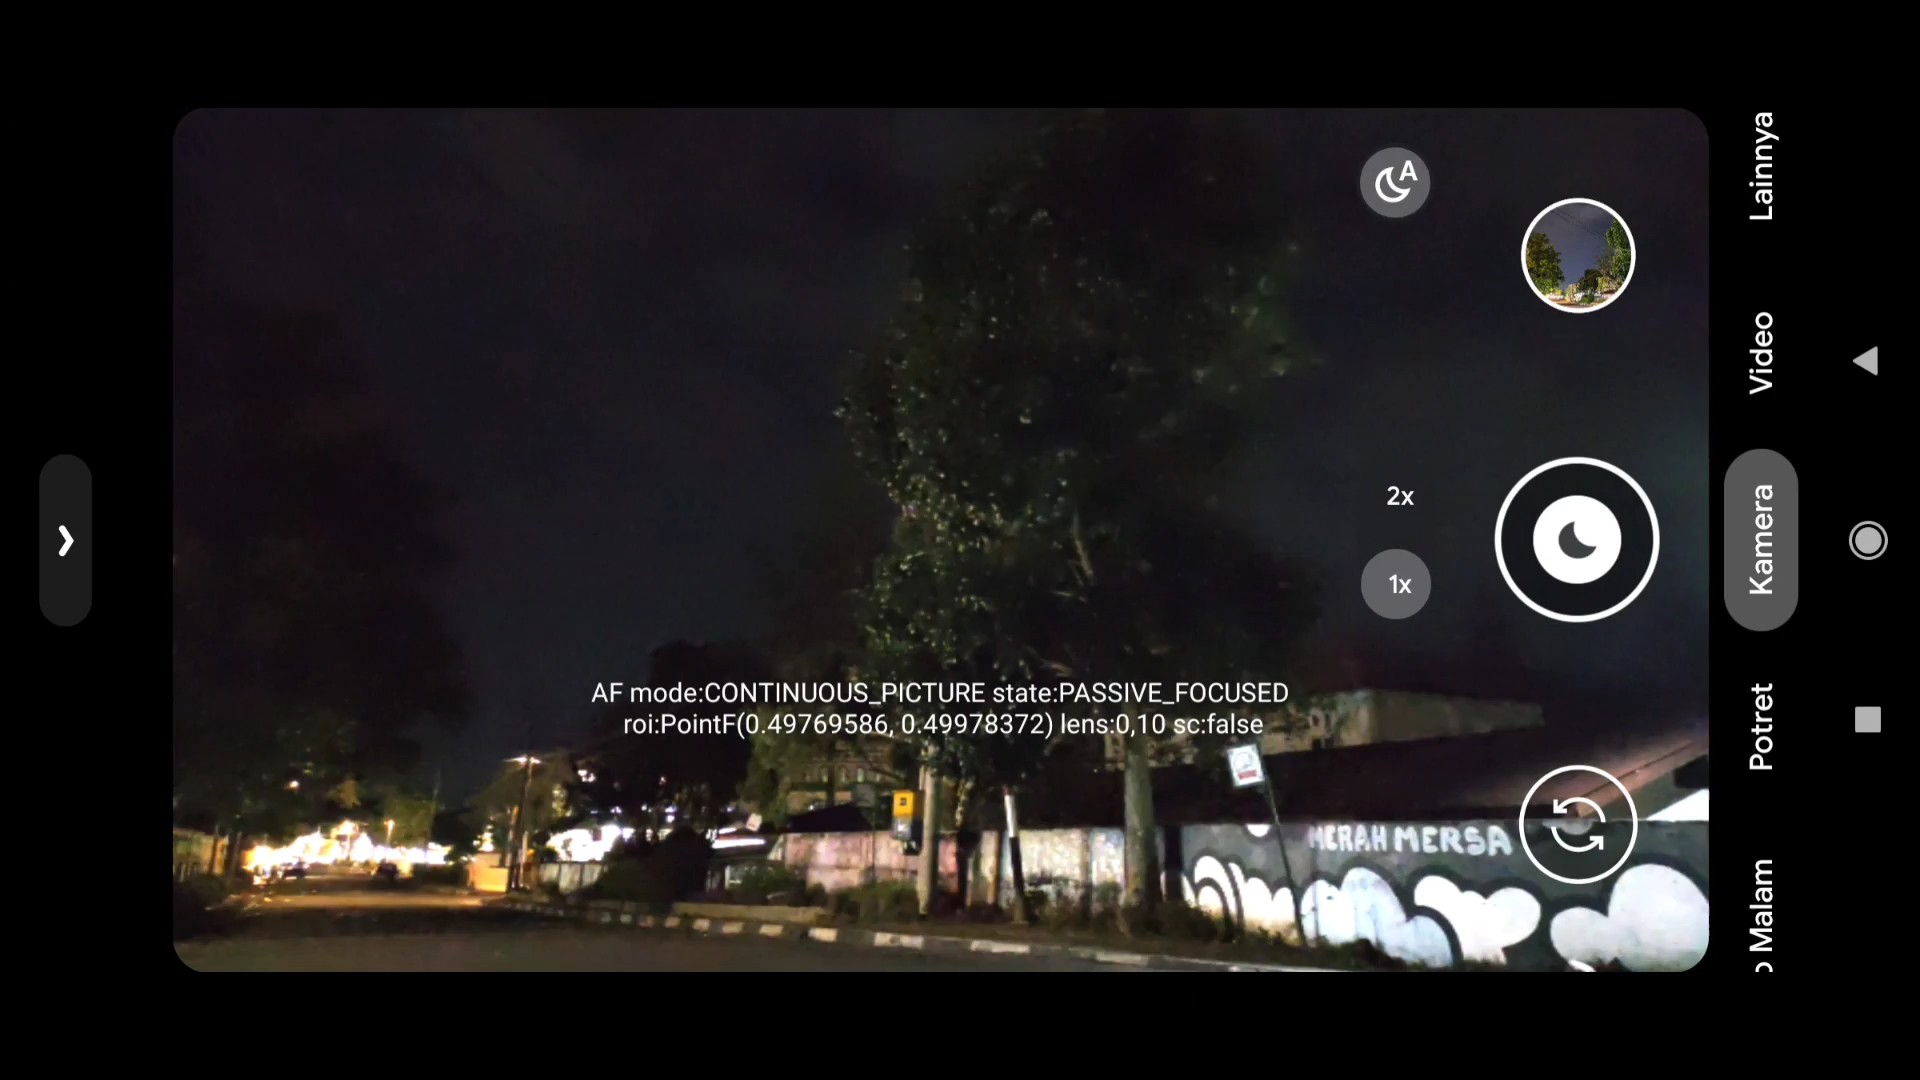 A
Lainnya
Video
2x
1x
Kamera
AF mode:CONTINUOUS_PICTURE state:PASSIVE_FOCUSED
roi:PointF(0.49769586, 0.49978372) lens:0,10 sc:false
Potret
MERAH MERSA
o Malam